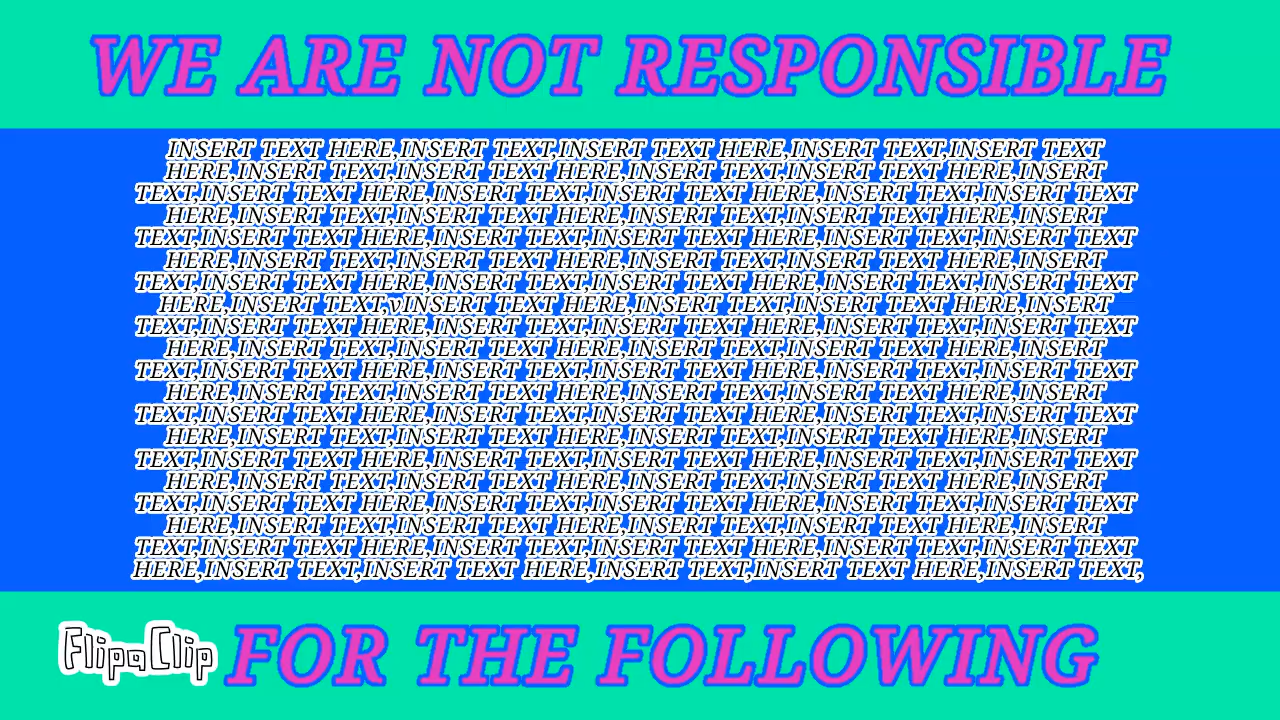 WE ARE NOT RESPONSIBLE
INSERT TEXT HERE,INSERT TEXT,INSERT TEXT HERE,INSERT TEXT,INSERT TEXT
HERE,INSERT TEXT,INSERT TEXT HERE,INSERT TEXT,INSERT TEXT HERE,INSERT
TEXT,INSERT TEXT HERE,INSERT TEXT,INSERT TEXT HERE,INSERT TEXT,INSERT TEXT
HERE,INSERT TEXT,INSERT TEXT HERE,INSERT TEXT,INSERT TEXT HERE,INSERT
TEXT,INSERT TEXT HERE,INSERT TEXT,INSERT TEXT HERE,INSERT TEXT,INSERT TEXT
HERE,INSERT TEXT,INSERT TEXT HERE,INSERT TEXT,INSERT TEXT HERE,INSERT
TEXT,INSERT TEXT HERE,INSERT TEXT,INSERT TEXT HERE,INSERT TEXT,INSERT TEXT
HERE,INSERT TEXT,vINSERT TEXT HERE,INSERT TEXT,INSERT TEXT HERE,INSERT
TEXT,INSERT TEXT HERE,INSERT TEXT,INSERT TEXT HERE,INSERT TEXT,INSERT TEXT
HERE,INSERT TEXT,INSERT TEXT HERE,INSERT TEXT,INSERT TEXT HERE,INSERT
TEXT,INSERT TEXT HERE,INSERT TEXT,INSERT TEXT HERE,INSERT TEXT,INSERT TEXT
HERE,INSERT TEXT,INSERT TEXT HERE,INSERT TEXT,INSERT TEXT HERE,INSERT
TEXT,INSERT TEXT HERE,INSERT TEXT,INSERT TEXT HERE,INSERT TEXT,INSERT TEXT
HERE,INSERT TEXT,INSERT TEXT HERE,INSERT TEXT,INSERT TEXT HERE,INSERT
TEXT,INSERT TEXT HERE,INSERT TEXT,INSERT TEXT HERE,INSERT TEXT,INSERT TEXT
HERE,INSERT TEXT,INSERT TEXT HERE,INSERT TEXT,INSERT TEXT HERE,INSERT
TEXT,INSERT TEXT HERE,INSERT TEXT,INSERT TEXT HERE,INSERT TEXT,INSERT TEXT
HERE,INSERT TEXT,INSERT TEXT HERE,INSERT TEXT,INSERT TEXT HERE,INSERT
TEXT,INSERT TEXT HERE,INSERT TEXT,INSERT TEXT HERE,INSERT TEXT,INSERT TEXT
HERE,INSERT TEXT,INSERT TEXT HERE,INSERT TEXT,INSERT TEXT HERE,INSERT TEXT,
FlipaClip
FOR THE FOLLOWING